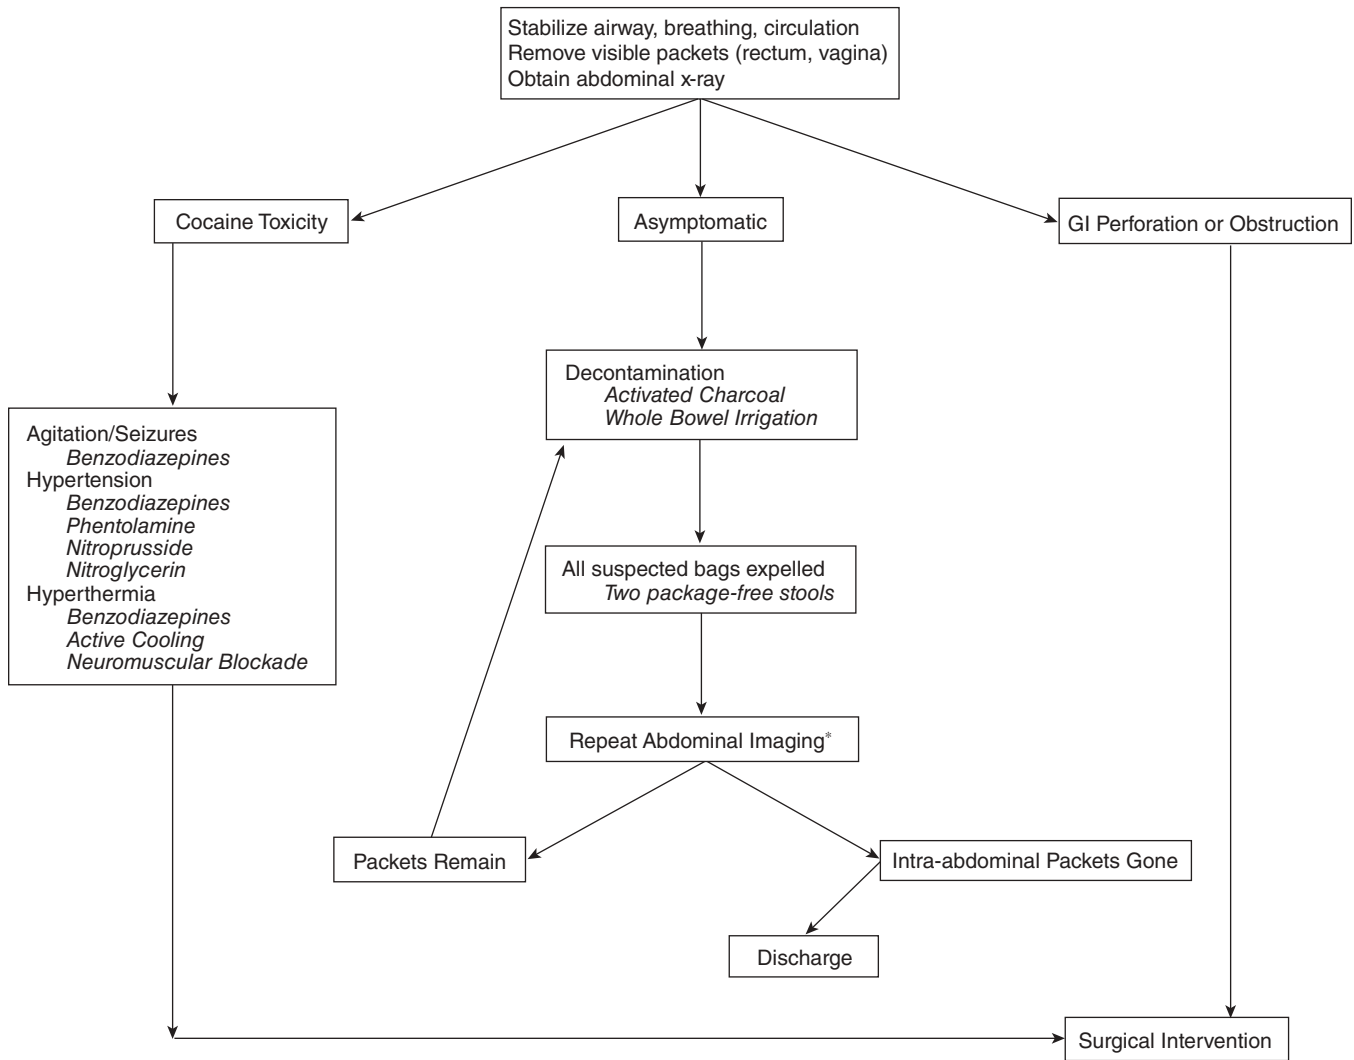 Stabilize airway, breathing, circulation
Remove visible packets (rectum, vagina)
Obtain abdominal x-ray
Cocaine Toxicity
Asymptomatic
GI Perforation or Obstruction
Decontamination
Activated Charcoal
Whole Bowel Irrigation
Agitation/Seizures
Benzodiazepines
Hypertension
Benzodiazepines
Phentolamine
Nitroprusside
Nitroglycerin
Hyperthermia
Benzodiazepines
Active Cooling
Neuromuscular Blockade
All suspected bags expelled
Two package-free stools
Repeat Abdominal Imaging*
Packets Remain
Intra-abdominal Packets Gone
Discharge
Surgical Intervention